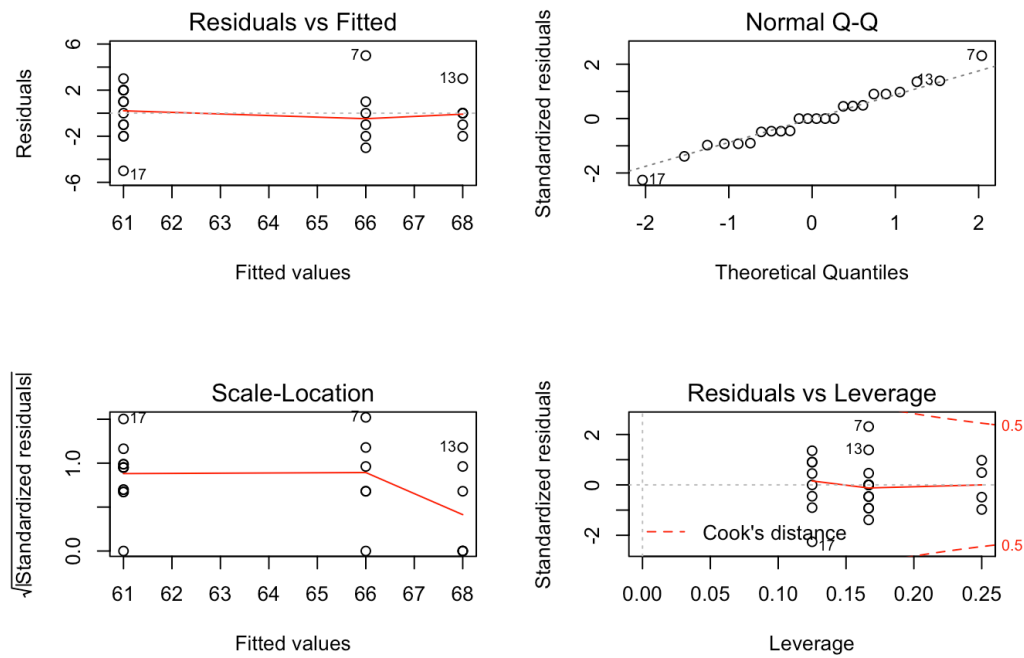 Residuals vs Fitted
Residuals
6
2
-2
-6
7
13
17
61 62 63 64 65 66 67 68
Fitted values
Normal Q-Q
Standardized residuals
2
0
-2
7
13
17
-2 -1 0 1 2
Theoretical Quantiles
Scale-Location
√|Standardized residuals|
1.0
0.0
17
7
13
61 62 63 64 65 66 67 68
Fitted values
Residuals vs Leverage
Standardized residuals
2
0
-2
7
13
0.5
Cook's distance
17
0.5
0.00 0.05 0.10 0.15 0.20 0.25
Leverage